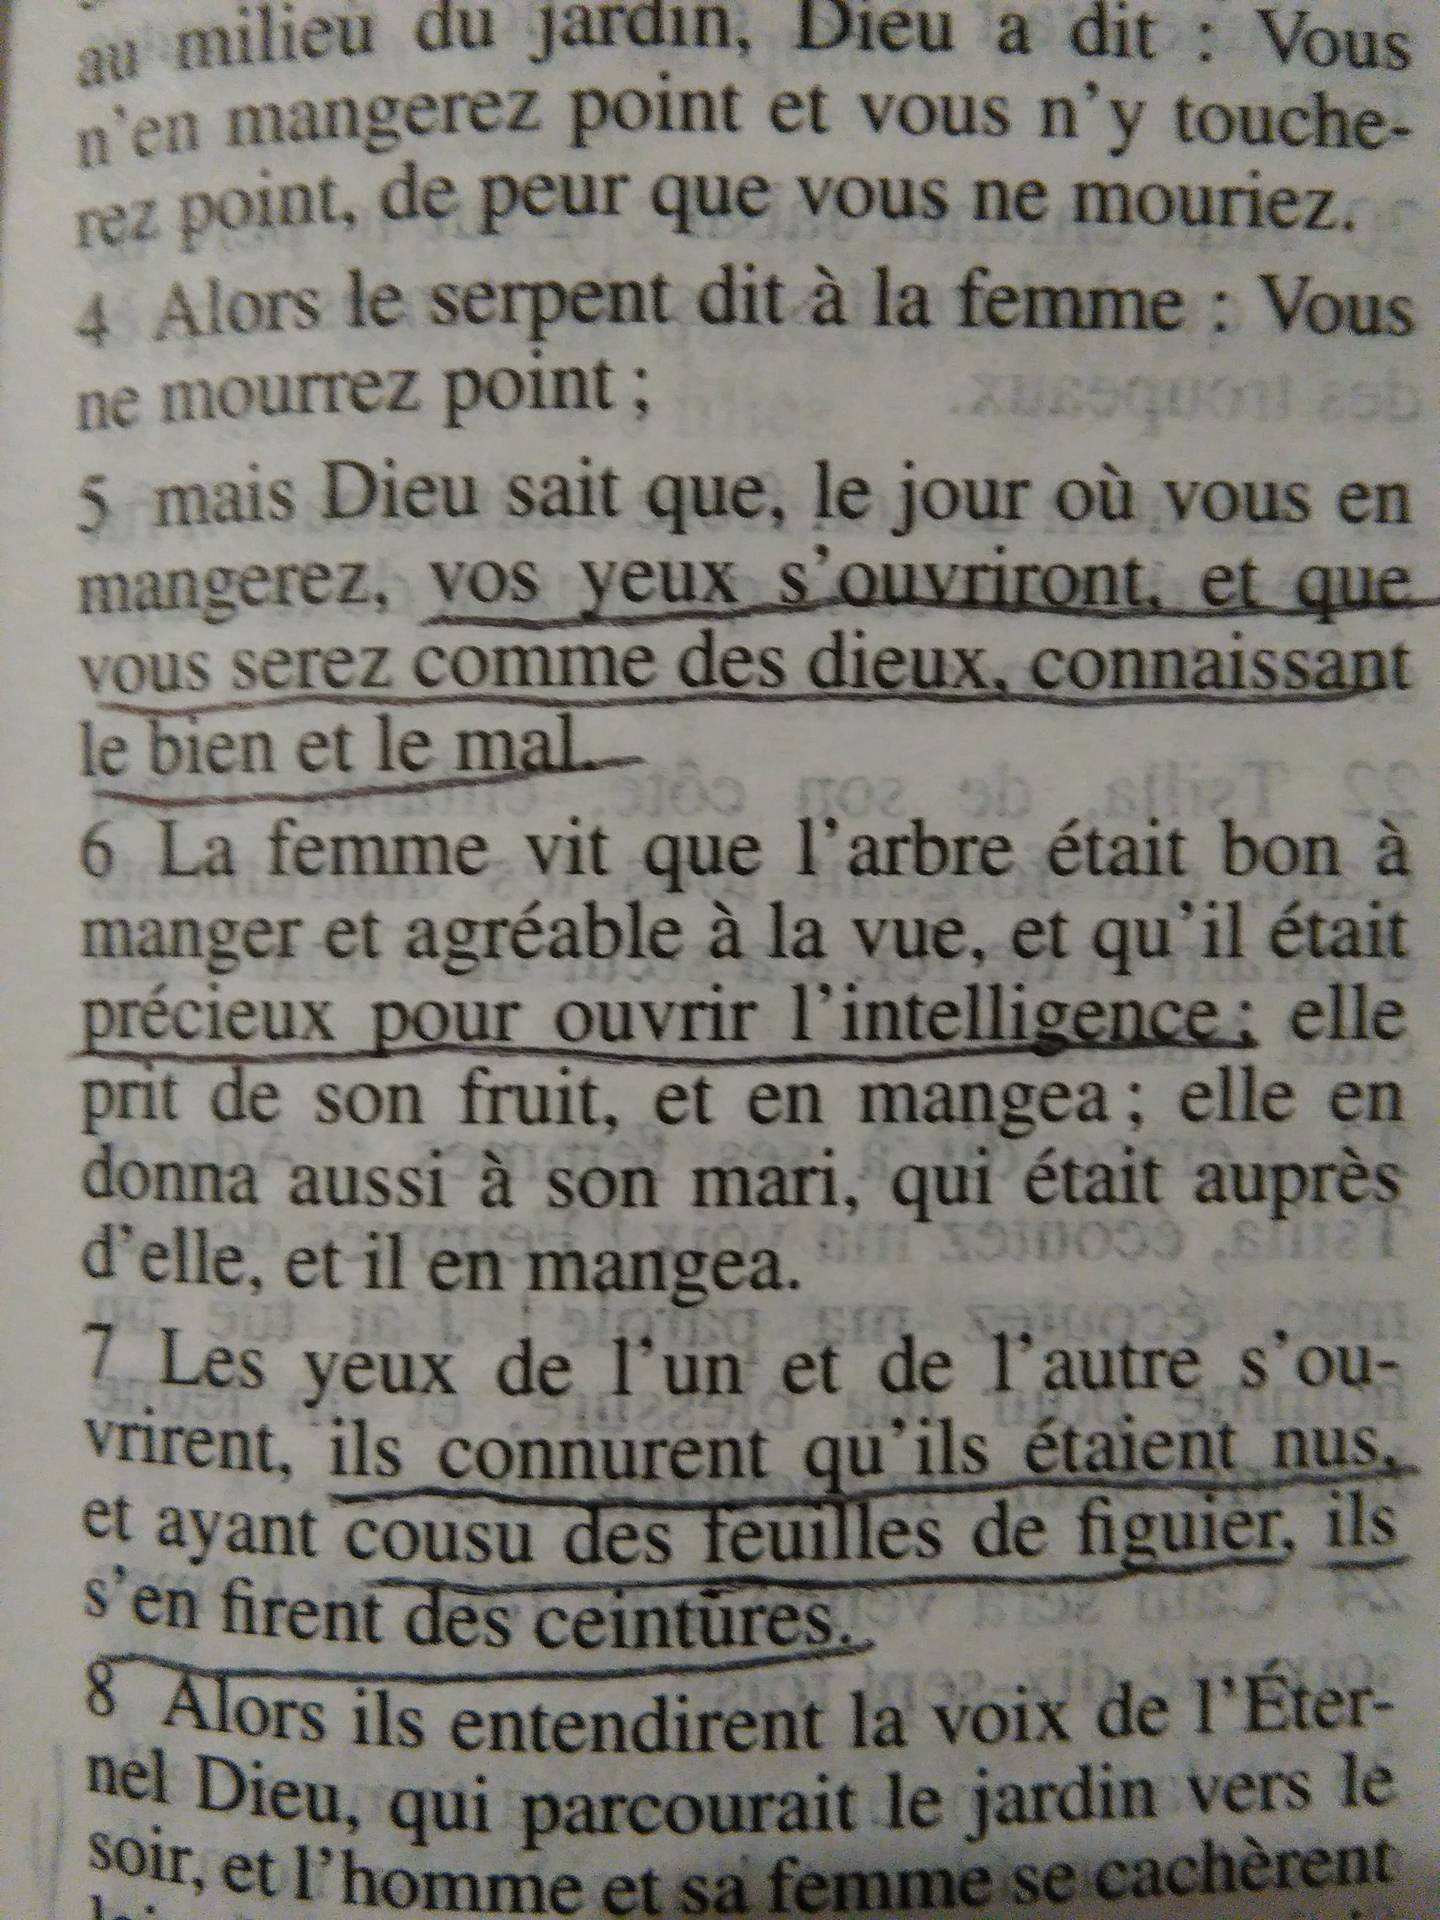 au milieu du jardin, Dieu a dit : Vous
n'en mangerez point et vous n'y touche-
rez point, de peur que vous ne mouriez.
4 Alors le serpent dit à la femme : Vous
ne mourrez point ;
5 mais Dieu sait que, le jour où vous en
mangerez, vos yeux s'ouvriront, et que
vous serez comme des dieux, connaissant
le bien et le mal.
6 La femme vit que l'arbre était bon à
manger et agréable à la vue, et qu'il était
précieux pour ouvrir l'intelligence ; elle
prit de son fruit, et en mangea ; elle en
donna aussi à son mari, qui était auprès
d'elle, et il en mangea.
7 Les yeux de l'un et de l'autre s'ou-
vrirent, ils connurent qu'ils étaient nus,
et ayant cousu des feuilles de figuier, ils
s'en firent des ceintures.
8 Alors ils entendirent la voix de l'Éter-
nel Dieu, qui parcourait le jardin vers le
soir, et l'homme et sa femme se cachèrent